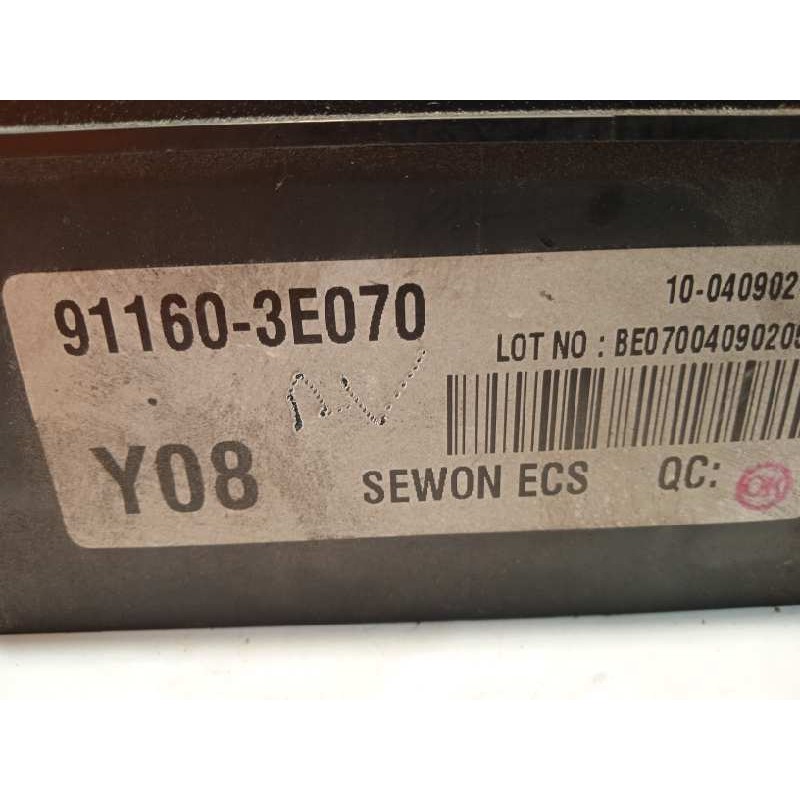 91160-3E070
10-040902
LOT NO : BE0700409020
Y08
SEWON ECS
QC: OK